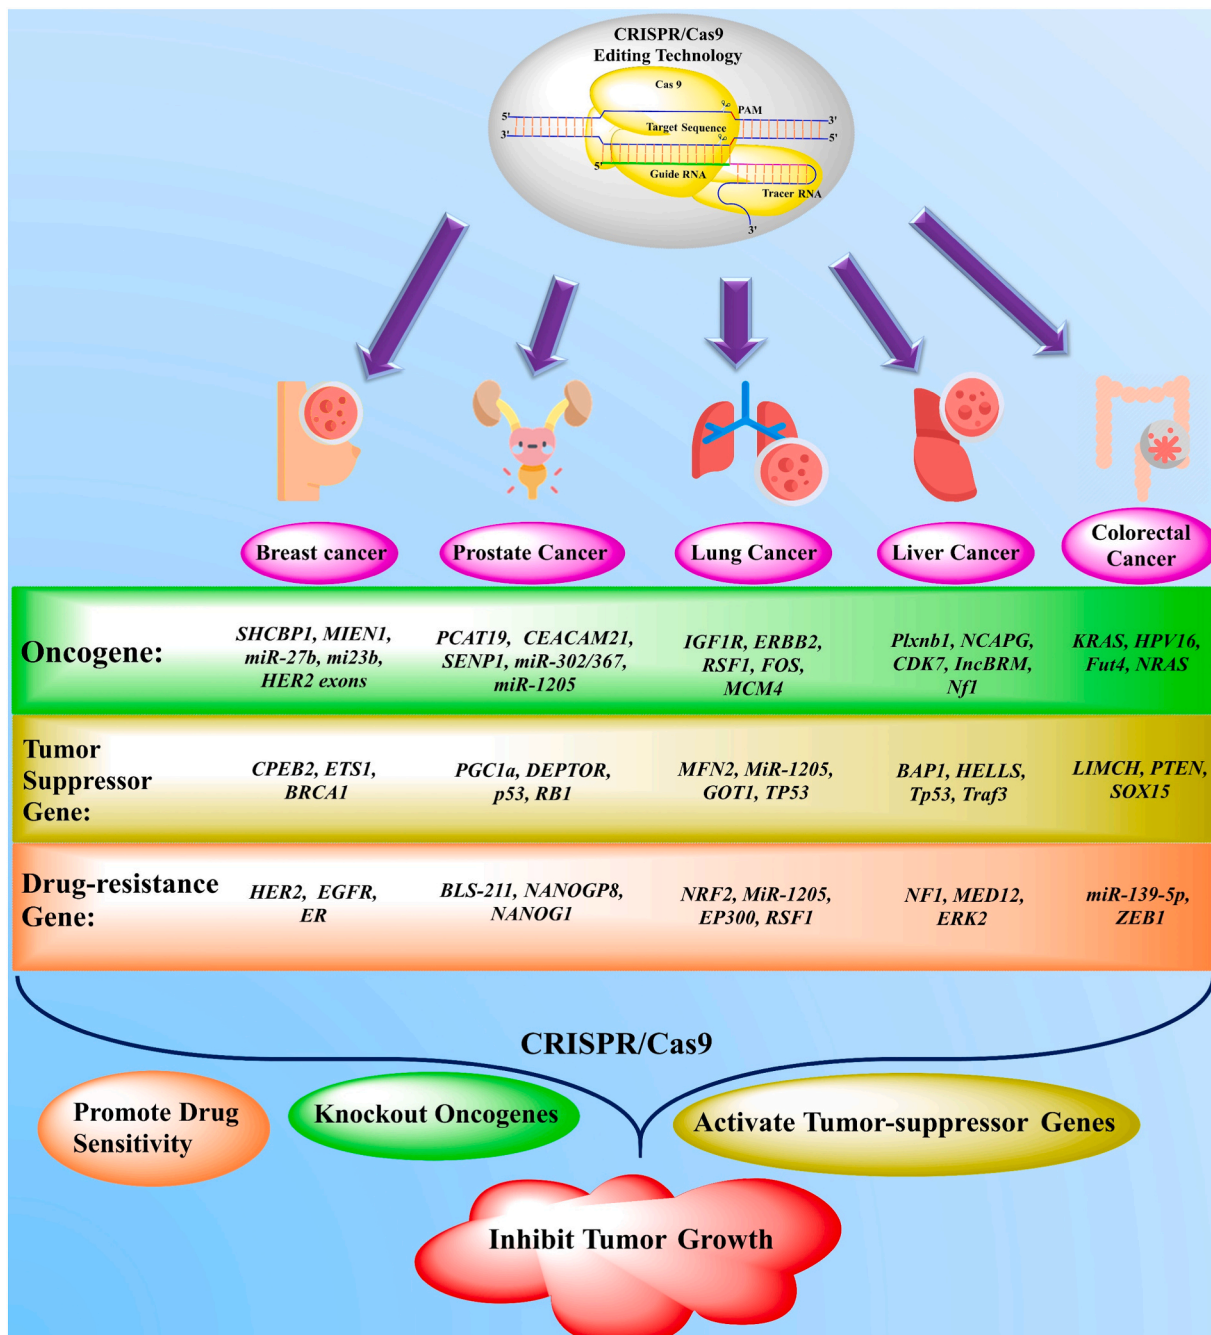 CRISPR/Cas9
Editing Technology
Cas 9
PAM
5'
3'
Target Sequence
3'
5'
5'
Guide RNA
Tracer RNA
3'
Breast cancer
Prostate Cancer
Lung Cancer
Liver Cancer
Colorectal
Cancer
Oncogene:
SHCBP1, MIEN1,
miR-27b, mi23b,
HER2 exons
PCAT19, CEACAM21,
SENP1, miR-302/367,
miR-1205
IGF1R, ERBB2,
RSF1, FOS,
MCM4
Plxnb1, NCAPG,
CDK7, IncBRM,
Nf1
KRAS, HPV16,
Fut4, NRAS
Tumor
Suppressor
Gene:
CPEB2, ETS1,
BRCA1
PGC1a, DEPTOR,
p53, RB1
MFN2, MiR-1205,
GOT1, TP53
BAP1, HELLS,
Tp53, Traf3
LIMCH, PTEN,
SOX15
Drug-resistance
Gene:
HER2, EGFR,
ER
BLS-211, NANOGP8,
NANOG1
NRF2, MiR-1205,
EP300, RSF1
NF1, MED12,
ERK2
miR-139-5p,
ZEB1
CRISPR/Cas9
Promote Drug
Sensitivity
Knockout Oncogenes
Activate Tumor-suppressor Genes
Inhibit Tumor Growth